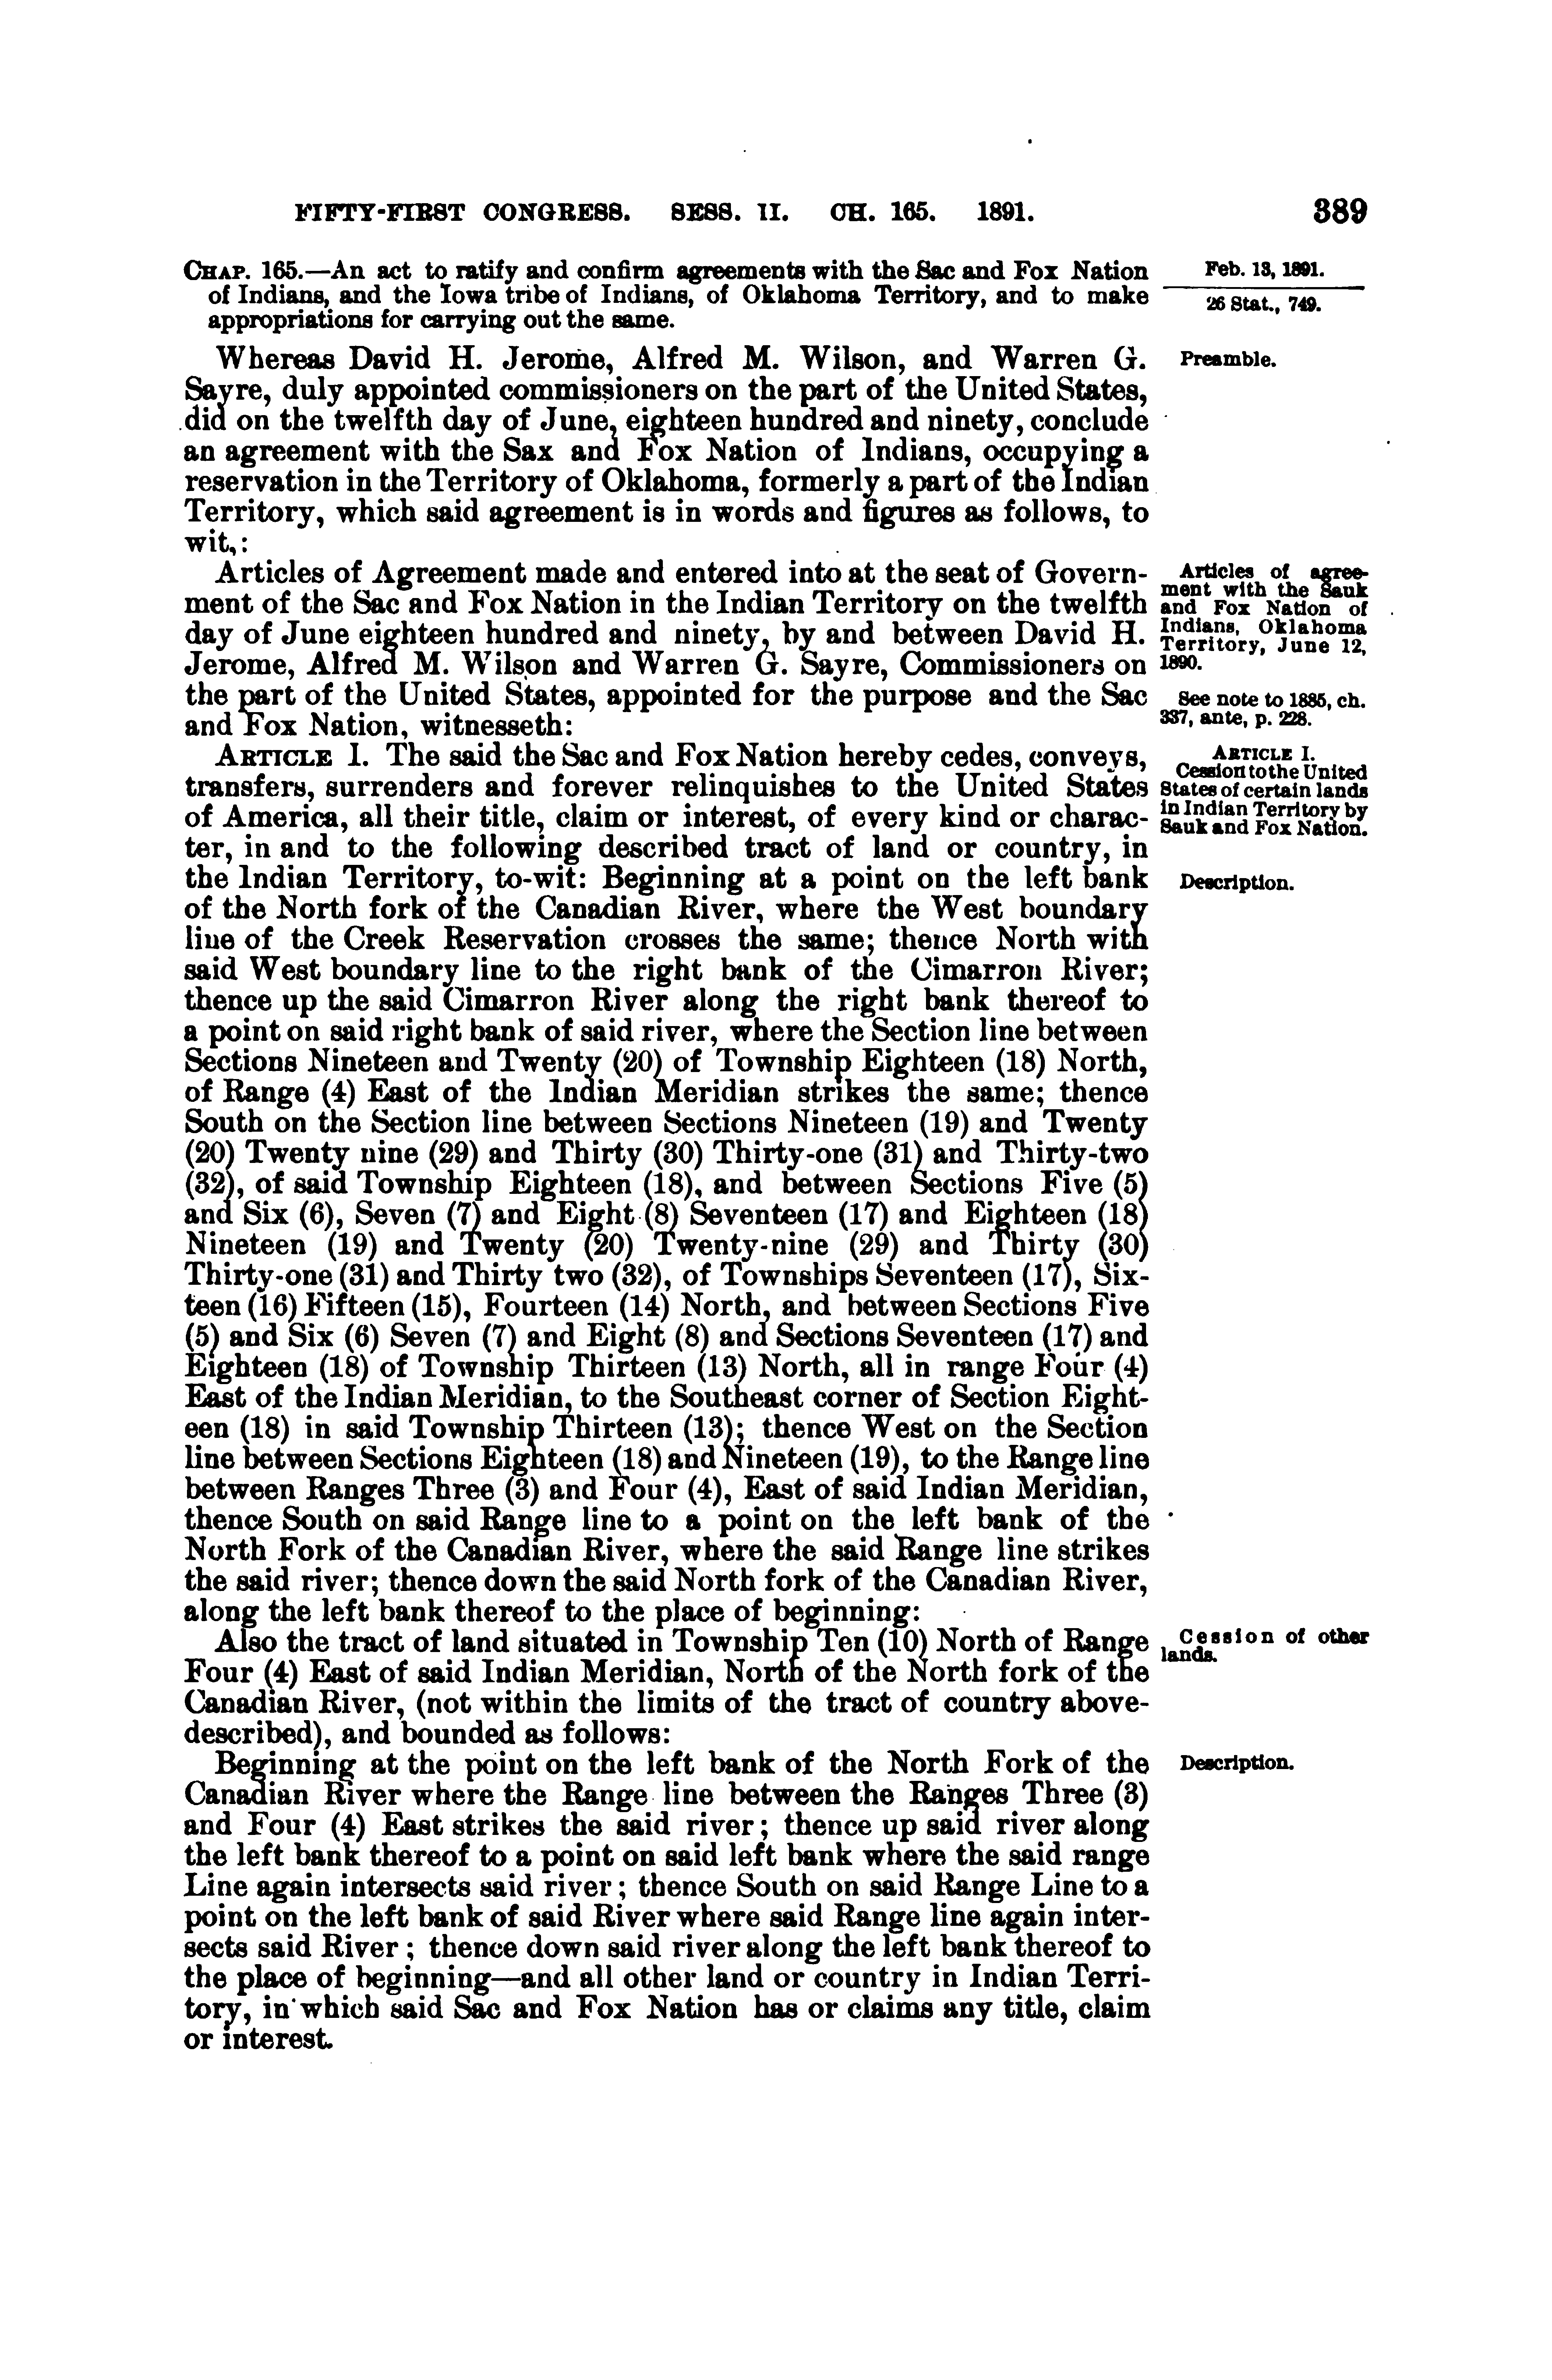 FIFTY-FIRST CONGRESS. SESS. II. CH. 165. 1891. 389
CHAP. 165.—An act to ratify and confirm agreements with the Sac and Fox Nation
of Indians, and the Iowa tribe of Indians, of Oklahoma Territory, and to make
appropriations for carrying out the same.
Feb. 13, 1891.
26 Stat., 749.
Whereas David H. Jerome, Alfred M. Wilson, and Warren G.
Sayre, duly appointed commissioners on the part of the United States,
did on the twelfth day of June, eighteen hundred and ninety, conclude
an agreement with the Sax and Fox Nation of Indians, occupying a
reservation in the Territory of Oklahoma, formerly a part of the Indian
Territory, which said agreement is in words and figures as follows, to
wit,:
Preamble.
Articles of Agreement made and entered into at the seat of Govern-
ment of the Sac and Fox Nation in the Indian Territory on the twelfth
day of June eighteen hundred and ninety, by and between David H.
Jerome, Alfred M. Wilson and Warren G. Sayre, Commissioners on
the part of the United States, appointed for the purpose and the Sac
and Fox Nation, witnesseth:
Articles of agree-
ment with the Sauk
and Fox Nation of
Indians, Oklahoma
Territory, June 12,
1890.
See note to 1885, ch.
337, ante, p. 228.
ARTICLE I. The said the Sac and Fox Nation hereby cedes, conveys,
transfers, surrenders and forever relinquishes to the United States
of America, all their title, claim or interest, of every kind or charac-
ter, in and to the following described tract of land or country, in
the Indian Territory, to-wit: Beginning at a point on the left bank
of the North fork of the Canadian River, where the West boundary
line of the Creek Reservation crosses the same; thence North with
said West boundary line to the right bank of the Cimarron River;
thence up the said Cimarron River along the right bank thereof to
a point on said right bank of said river, where the Section line between
Sections Nineteen and Twenty (20) of Township Eighteen (18) North,
of Range (4) East of the Indian Meridian strikes the same; thence
South on the Section line between Sections Nineteen (19) and Twenty
(20) Twenty nine (29) and Thirty (30) Thirty-one (31) and Thirty-two
(32), of said Township Eighteen (18), and between Sections Five (5)
and Six (6), Seven (7) and Eight (8) Seventeen (17) and Eighteen (18)
Nineteen (19) and Twenty (20) Twenty-nine (29) and Thirty (30)
Thirty-one (31) and Thirty two (32), of Townships Seventeen (17), Six-
teen (16) Fifteen (15), Fourteen (14) North, and between Sections Five
(5) and Six (6) Seven (7) and Eight (8) and Sections Seventeen (17) and
Eighteen (18) of Township Thirteen (13) North, all in range Four (4)
East of the Indian Meridian, to the Southeast corner of Section Eight-
een (18) in said Township Thirteen (13); thence West on the Section
line between Sections Eighteen (18) and Nineteen (19), to the Range line
between Ranges Three (3) and Four (4), East of said Indian Meridian,
thence South on said Range line to a point on the left bank of the
North Fork of the Canadian River, where the said Range line strikes
the said river; thence down the said North fork of the Canadian River,
along the left bank thereof to the place of beginning:
ARTICLE I.
Cession to the United
States of certain lands
in Indian Territory by
Sauk and Fox Nation.
Description.
Also the tract of land situated in Township Ten (10) North of Range
Four (4) East of said Indian Meridian, North of the North fork of the
Canadian River, (not within the limits of the tract of country above-
described), and bounded as follows:
Cession of other
lands.
Beginning at the point on the left bank of the North Fork of the
Canadian River where the Range line between the Ranges Three (3)
and Four (4) East strikes the said river; thence up said river along
the left bank thereof to a point on said left bank where the said range
Line again intersects said river; thence South on said Range Line to a
point on the left bank of said River where said Range line again inter-
sects said River; thence down said river along the left bank thereof to
the place of beginning—and all other land or country in Indian Terri-
tory, in which said Sac and Fox Nation has or claims any title, claim
or interest.
Description.